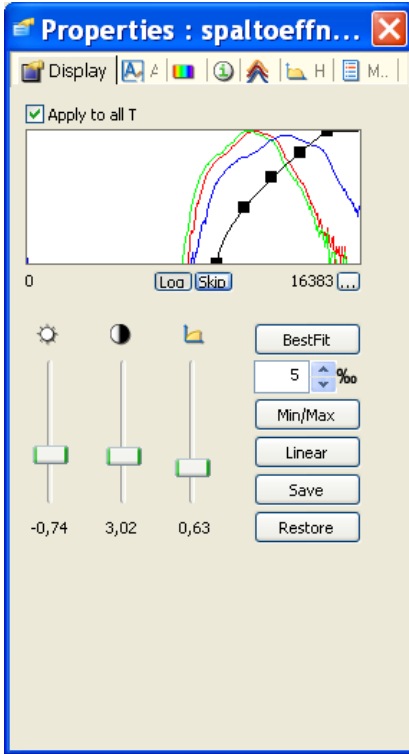 Properties : spaltoeffn...
Display A H M..
Apply to all T
0 Log Skip 16383 ...
BestFit
5 ‰
Min/Max
Linear
Save
-0,74 3,02 0,63 Restore